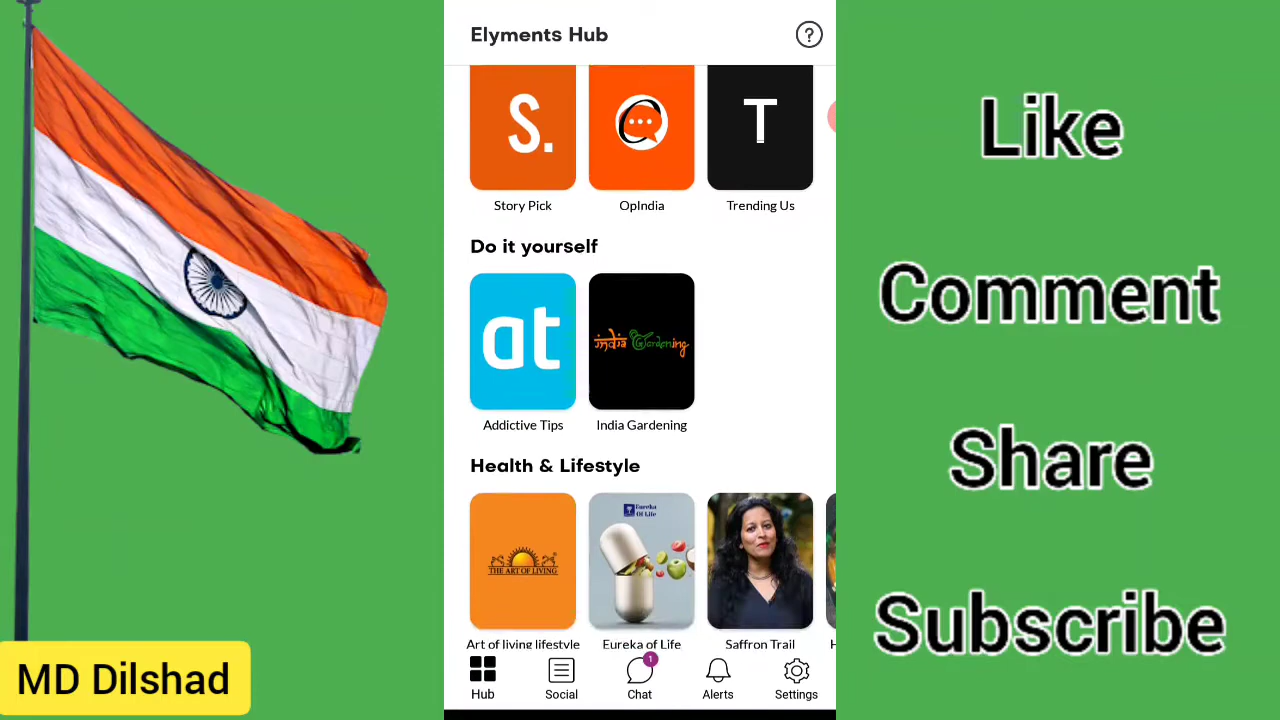 Elyments Hub
?
S.
T
Story Pick
OpIndia
Trending Us
Do it yourself
at
india Gardening
Addictive Tips
India Gardening
Health & Lifestyle
THE ART OF LIVING
Eureka
Of Life
Art of living lifestyle
Eureka of Life
Saffron Trail
H
1
Hub
Social
Chat
Alerts
Settings
MD Dilshad
Like
Comment
Share
Subscribe